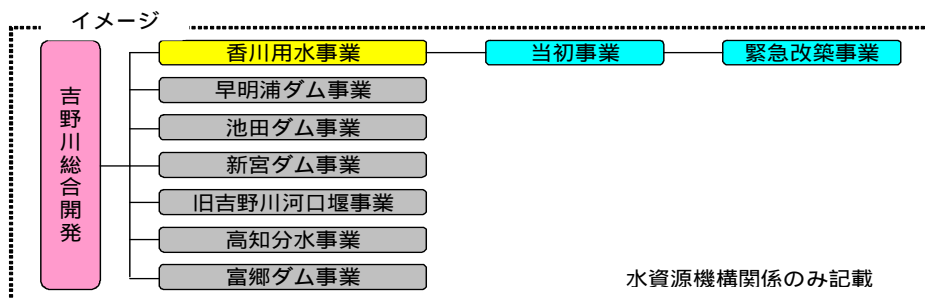 イメージ
吉野川総合開発
香川用水事業
当初事業
緊急改築事業
早明浦ダム事業
池田ダム事業
新宮ダム事業
旧吉野川河口堰事業
高知分水事業
富郷ダム事業
水資源機構関係のみ記載